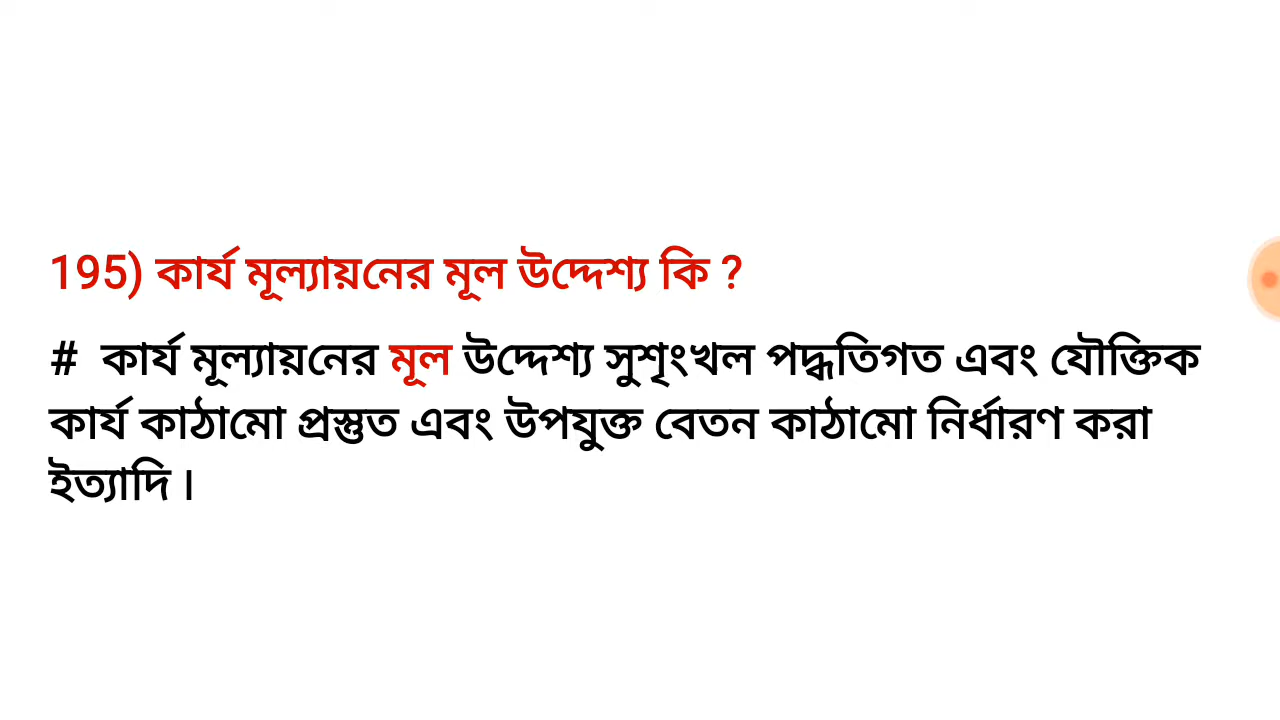 195) কার্য মূল্যায়নের মূল উদ্দেশ্য কি ?
# কার্য মূল্যায়নের মূল উদ্দেশ্য সুশৃংখল পদ্ধতিগত এবং যৌক্তিক
কার্য কাঠামো প্রস্তুত এবং উপযুক্ত বেতন কাঠামো নির্ধারণ করা
ইত্যাদি ।